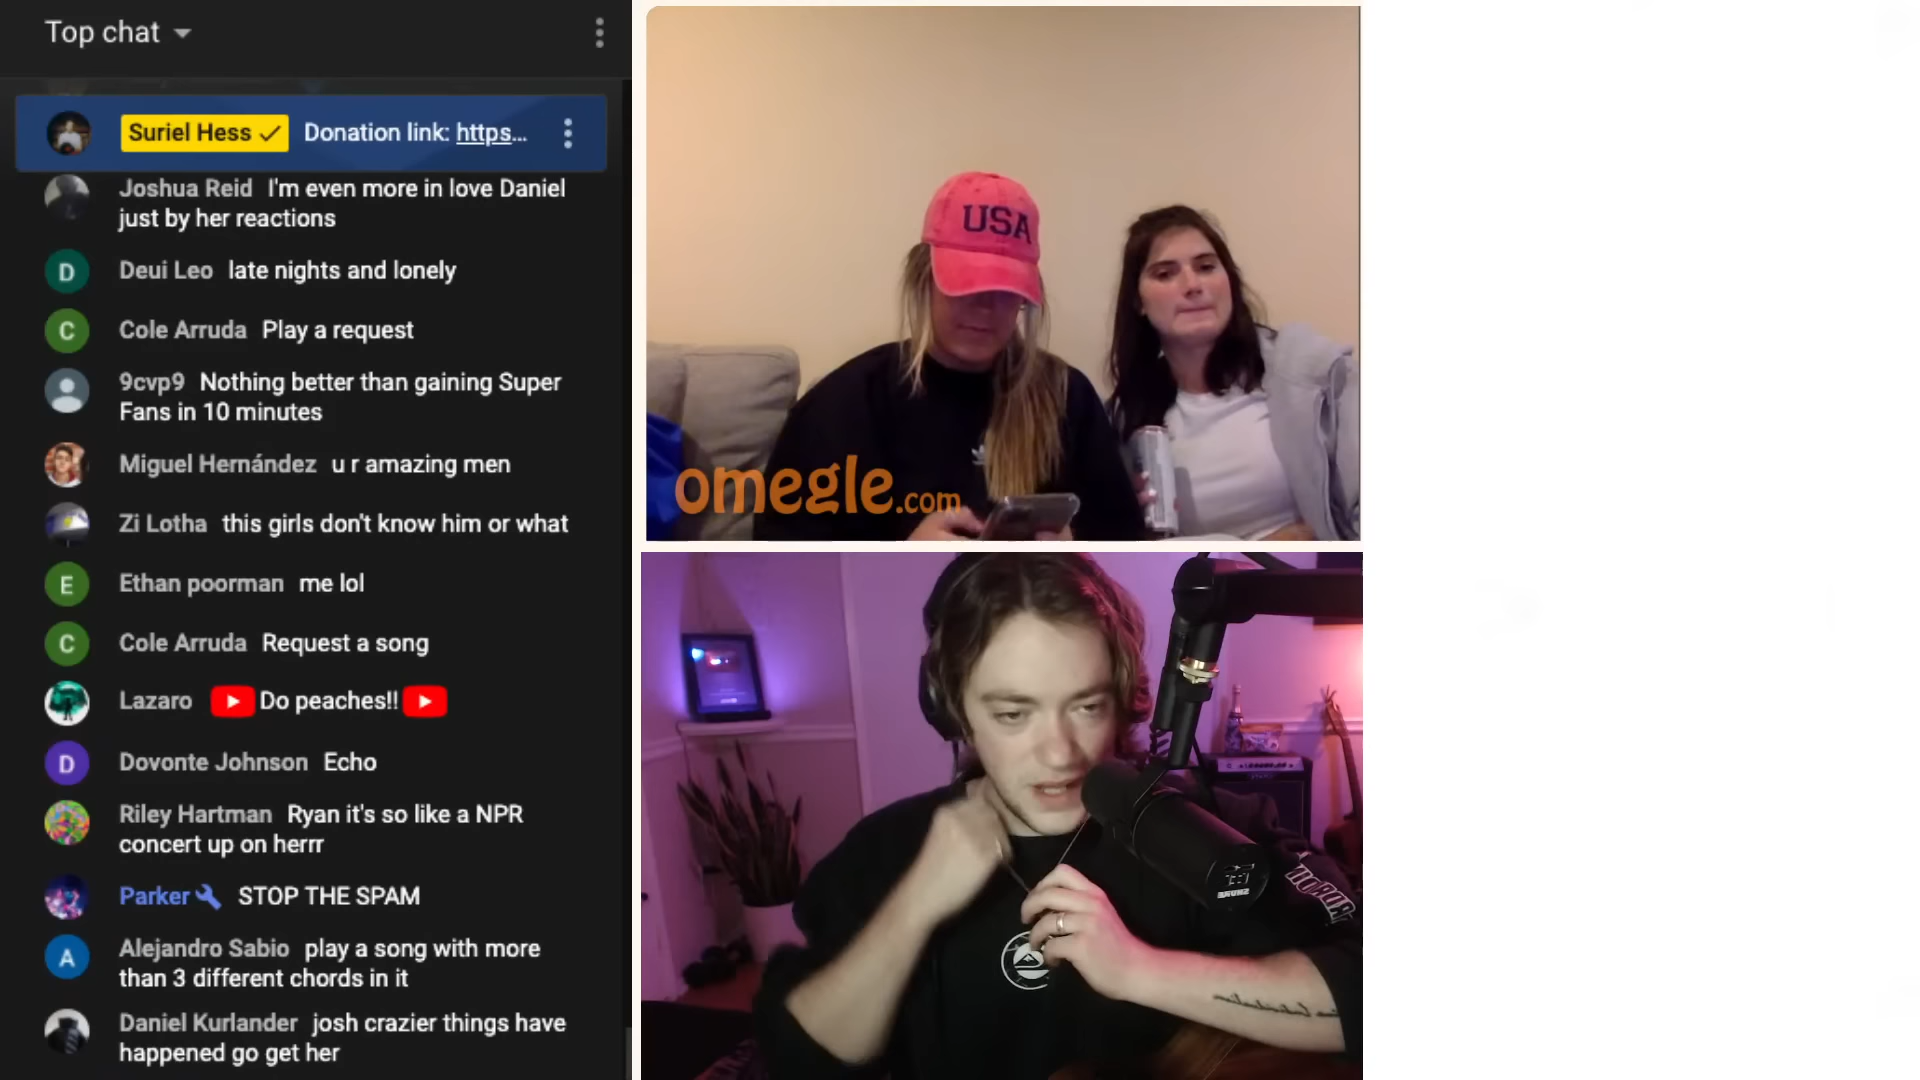 Top chat
Suriel Hess Donation link: https...
Joshua Reid I'm even more in love Daniel
just by her reactions
D Deui Leo late nights and lonely
C Cole Arruda Play a request
9cvp9 Nothing better than gaining Super
Fans in 10 minutes
Miguel Hernández u r amazing men
Zi Lotha this girls don't know him or what
E Ethan poorman me lol
C Cole Arruda Request a song
Lazaro Do peaches!!
D Dovonte Johnson Echo
Riley Hartman Ryan it's so like a NPR
concert up on herrr
Parker STOP THE SPAM
A Alejandro Sabio play a song with more
than 3 different chords in it
Daniel Kurlander josh crazier things have
happened go get her
USA
omegle.com
SHURE